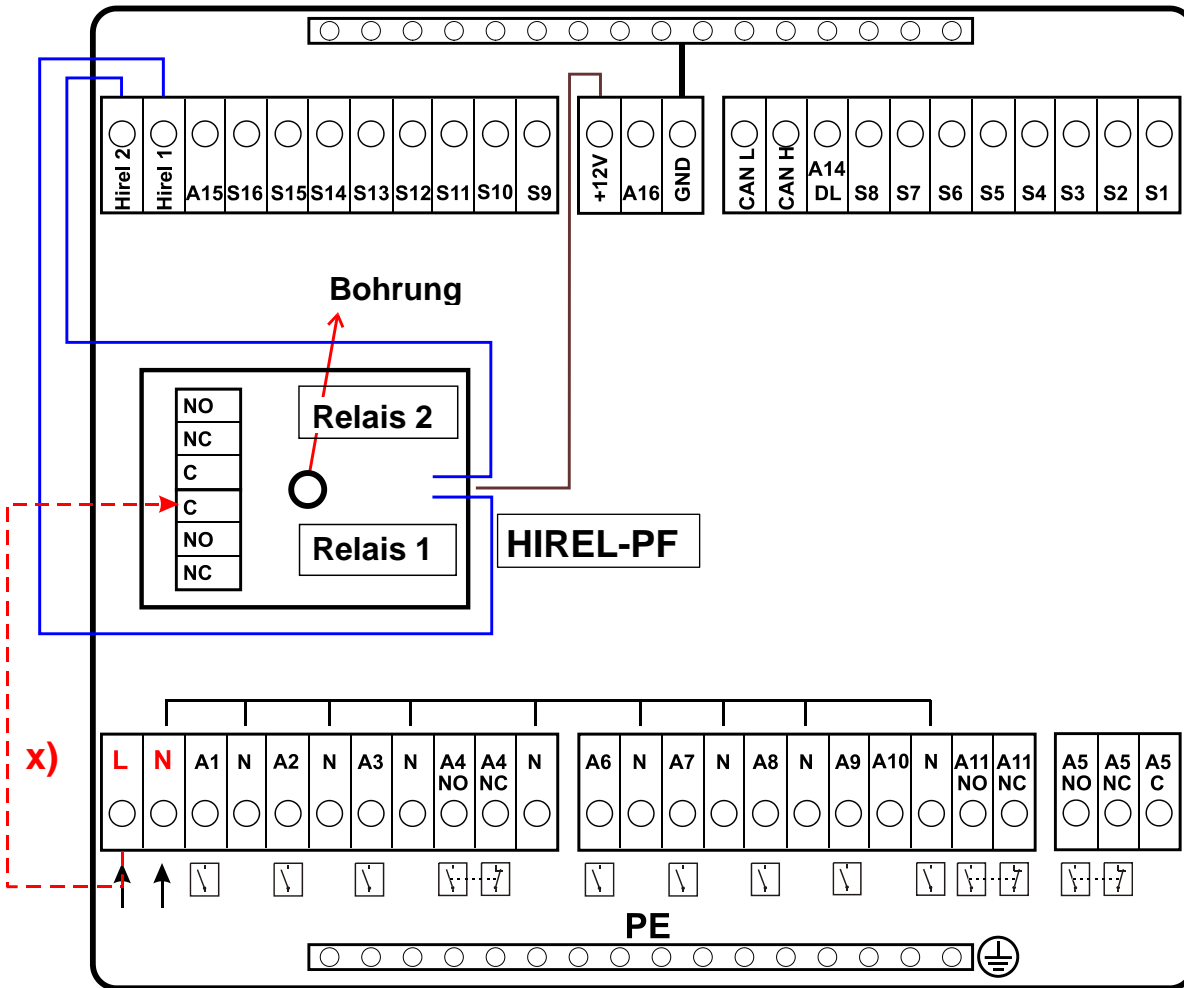 Hirel 2 Hirel 1 A15 S16 S15 S14 S13 S12 S11 S10 S9
+12V A16 GND
CAN L CAN H A14 DL S8 S7 S6 S5 S4 S3 S2 S1
Bohrung
NO
NC
C
C
NO
NC
Relais 2
Relais 1
HIREL-PF
x)
L N A1 N A2 N A3 N A4 NO A4 NC N
A6 N A7 N A8 N A9 A10 N A11 NO A11 NC
A5 NO A5 NC A5 C
PE